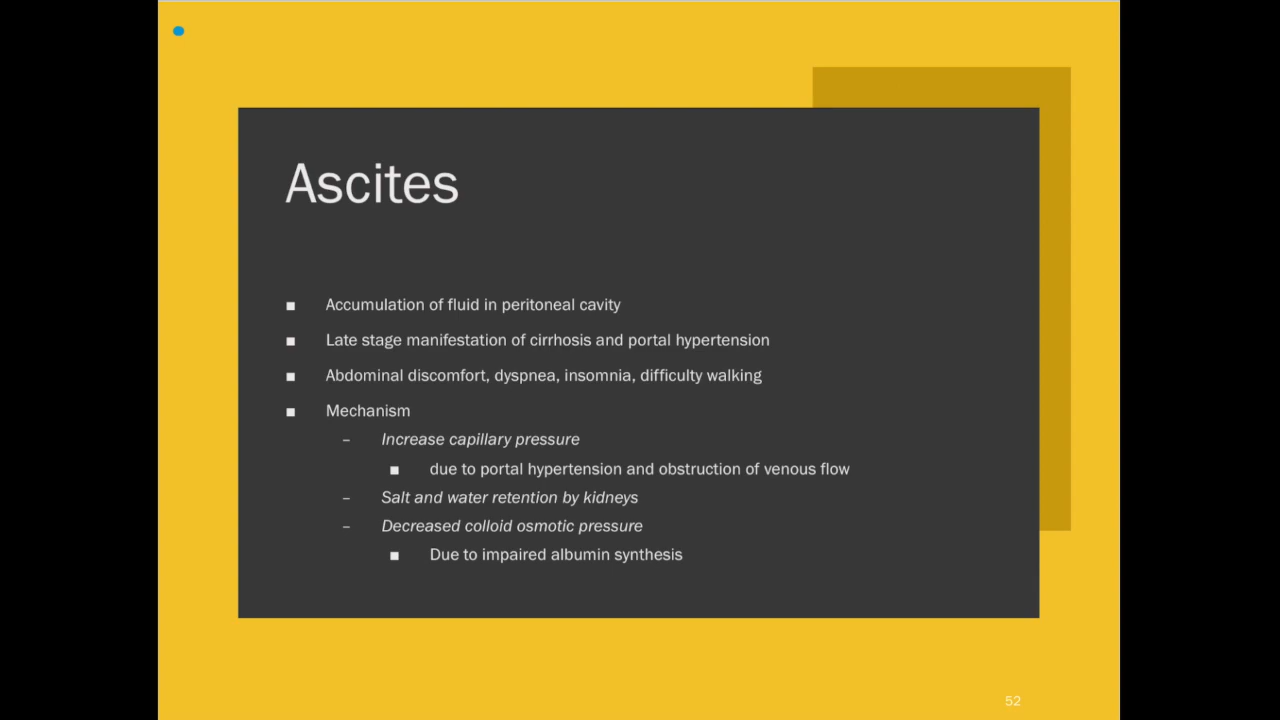 Ascites
▪ Accumulation of fluid in peritoneal cavity
▪ Late stage manifestation of cirrhosis and portal hypertension
▪ Abdominal discomfort, dyspnea, insomnia, difficulty walking
▪ Mechanism
– Increase capillary pressure
▪ due to portal hypertension and obstruction of venous flow
– Salt and water retention by kidneys
– Decreased colloid osmotic pressure
▪ Due to impaired albumin synthesis
52